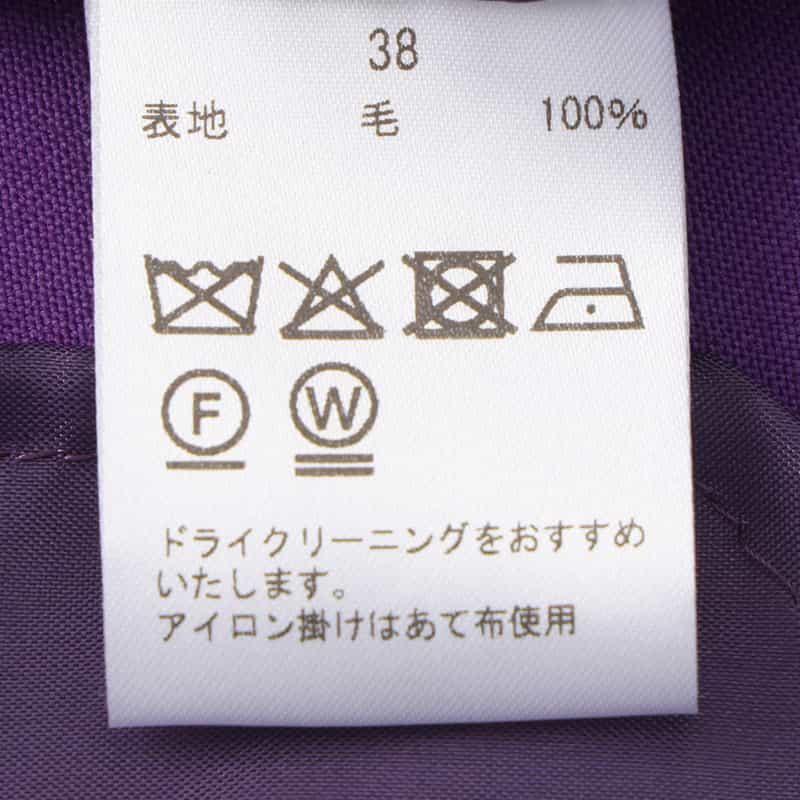 38
表地 毛 100%
F W
ドライクリーニングをおすすめ
いたします。
アイロン掛けはあて布使用